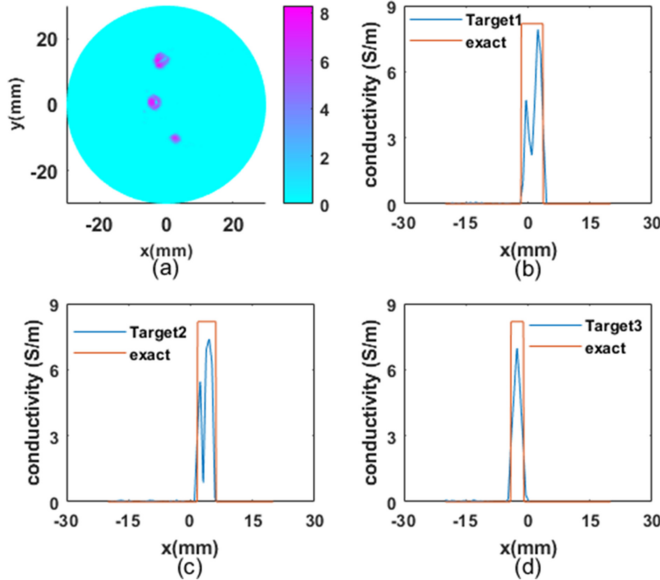 30
20
0
-20
y(mm)
-20 0 20
x(mm)
(a)
8
6
4
2
0
9
6
3
0
conductivity (S/m)
Target1
exact
-30 -15 0 15 30
x(mm)
(b)
9
6
3
0
conductivity (S/m)
Target2
exact
-30 -15 0 15 30
x(mm)
(c)
9
6
3
0
conductivity (S/m)
Target3
exact
-30 -15 0 15 30
x(mm)
(d)